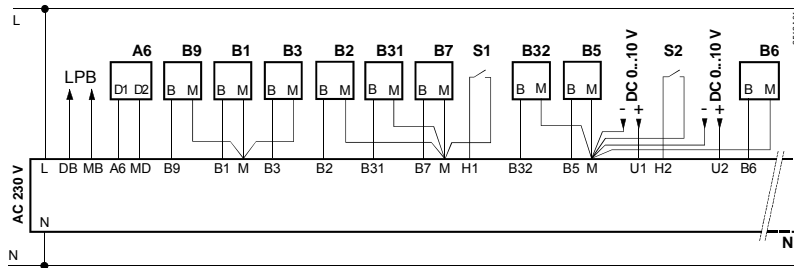 L
A6 B9 B1 B3 B2 B31 B7 S1 B32 B5 DC 0...10 V S2 DC 0...10 V B6
LPB
D1 D2 B M B M B M B M B M B M B M B M - + - + B M
L DB MB A6 MD B9 B1 M B3 B2 B31 B7 M H1 B32 B5 M U1 H2 U2 B6
AC 230 V
N
N
N